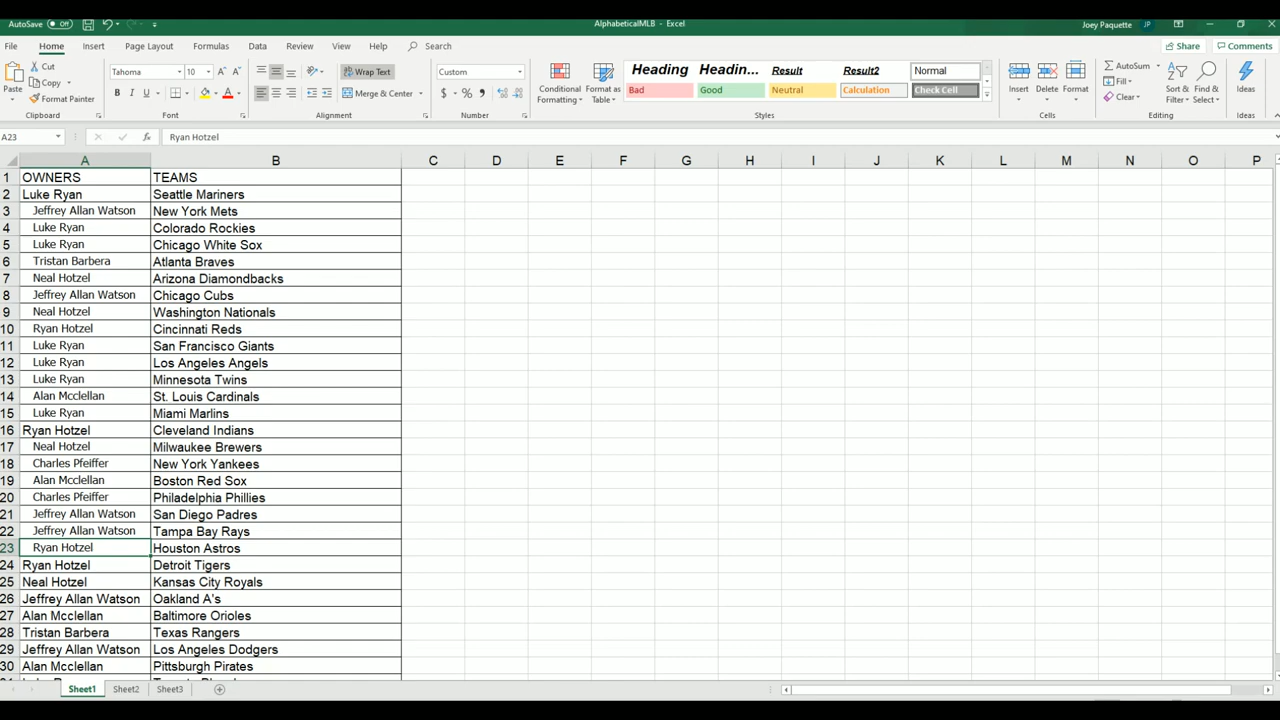 AutoSave Off AlphabeticalMLB - Excel Joey Paquette JP
File Home Insert Page Layout Formulas Data Review View Help Search Share Comments
Paste Cut Copy Format Painter Clipboard
Tahoma 10 A A B I U A Font
Wrap Text Merge & Center Alignment
Custom $ % , Number
Conditional Formatting Format as Table
Heading Headin... Result Result2 Normal
Bad Good Neutral Calculation Check Cell
Styles
Insert Delete Format Cells
AutoSum Fill Clear Sort & Filter Find & Select Editing
Ideas Ideas
A23 fx Ryan Hotzel
A B C D E F G H I J K L M N O P
1 OWNERS TEAMS
2 Luke Ryan Seattle Mariners
3 Jeffrey Allan Watson New York Mets
4 Luke Ryan Colorado Rockies
5 Luke Ryan Chicago White Sox
6 Tristan Barbera Atlanta Braves
7 Neal Hotzel Arizona Diamondbacks
8 Jeffrey Allan Watson Chicago Cubs
9 Neal Hotzel Washington Nationals
10 Ryan Hotzel Cincinnati Reds
11 Luke Ryan San Francisco Giants
12 Luke Ryan Los Angeles Angels
13 Luke Ryan Minnesota Twins
14 Alan Mcclellan St. Louis Cardinals
15 Luke Ryan Miami Marlins
16 Ryan Hotzel Cleveland Indians
17 Neal Hotzel Milwaukee Brewers
18 Charles Pfeiffer New York Yankees
19 Alan Mcclellan Boston Red Sox
20 Charles Pfeiffer Philadelphia Phillies
21 Jeffrey Allan Watson San Diego Padres
22 Jeffrey Allan Watson Tampa Bay Rays
23 Ryan Hotzel Houston Astros
24 Ryan Hotzel Detroit Tigers
25 Neal Hotzel Kansas City Royals
26 Jeffrey Allan Watson Oakland A's
27 Alan Mcclellan Baltimore Orioles
28 Tristan Barbera Texas Rangers
29 Jeffrey Allan Watson Los Angeles Dodgers
30 Alan Mcclellan Pittsburgh Pirates
Sheet1 Sheet2 Sheet3